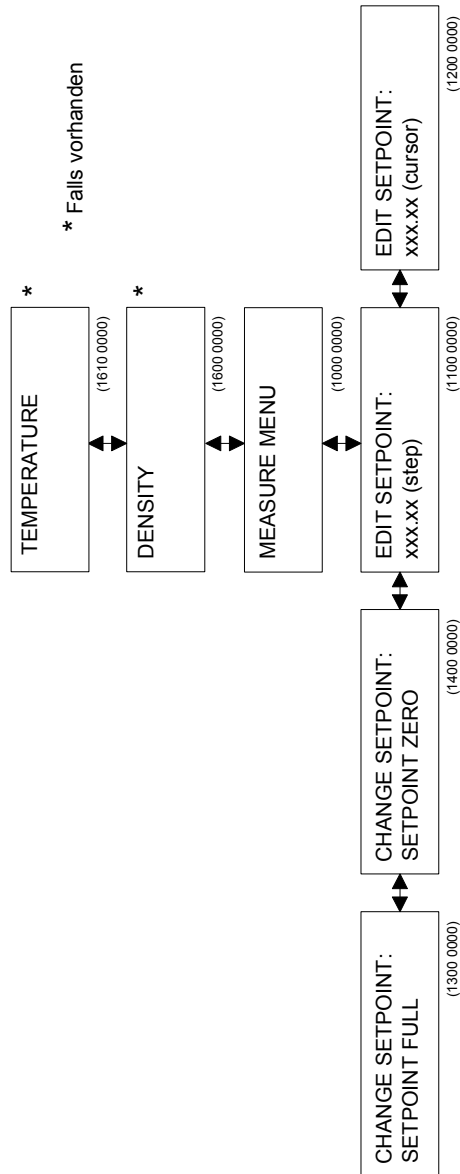 TEMPERATURE
*
(1610 0000)
* Falls vorhanden
DENSITY
*
(1600 0000)
MEASURE MENU
(1000 0000)
CHANGE SETPOINT:
SETPOINT FULL
(1300 0000)
CHANGE SETPOINT:
SETPOINT ZERO
(1400 0000)
EDIT SETPOINT:
xxx.xx (step)
(1100 0000)
EDIT SETPOINT:
xxx.xx (cursor)
(1200 0000)